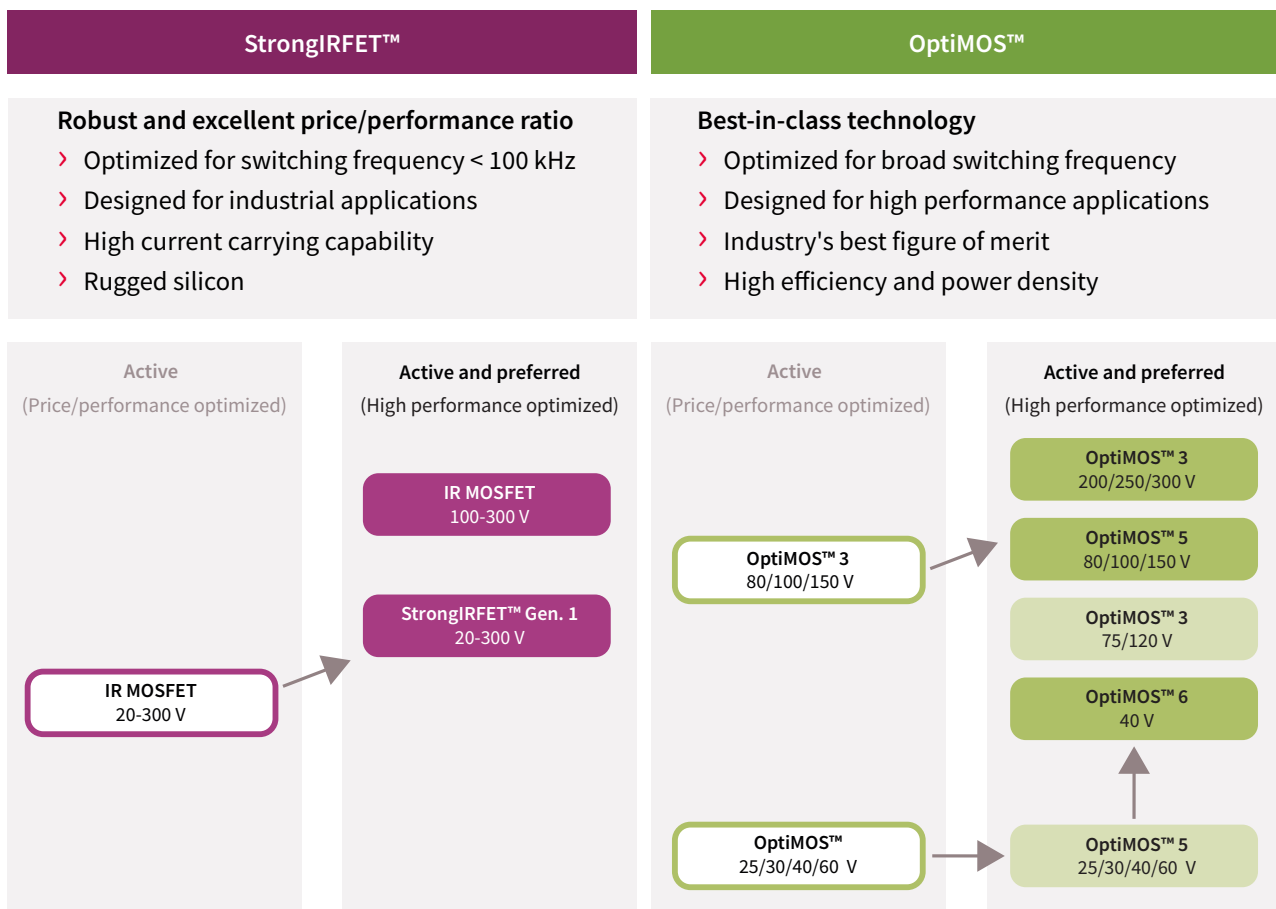 StrongIRFET™
Robust and excellent price/performance ratio
› Optimized for switching frequency < 100 kHz
› Designed for industrial applications
› High current carrying capability
› Rugged silicon
Active
(Price/performance optimized)
IR MOSFET
20-300 V
Active and preferred
(High performance optimized)
IR MOSFET
100-300 V
StrongIRFET™ Gen. 1
20-300 V
OptiMOS™
Best-in-class technology
› Optimized for broad switching frequency
› Designed for high performance applications
› Industry's best figure of merit
› High efficiency and power density
Active
(Price/performance optimized)
OptiMOS™ 3
80/100/150 V
OptiMOS™
25/30/40/60 V
Active and preferred
(High performance optimized)
OptiMOS™ 3
200/250/300 V
OptiMOS™ 5
80/100/150 V
OptiMOS™ 3
75/120 V
OptiMOS™ 6
40 V
OptiMOS™ 5
25/30/40/60 V